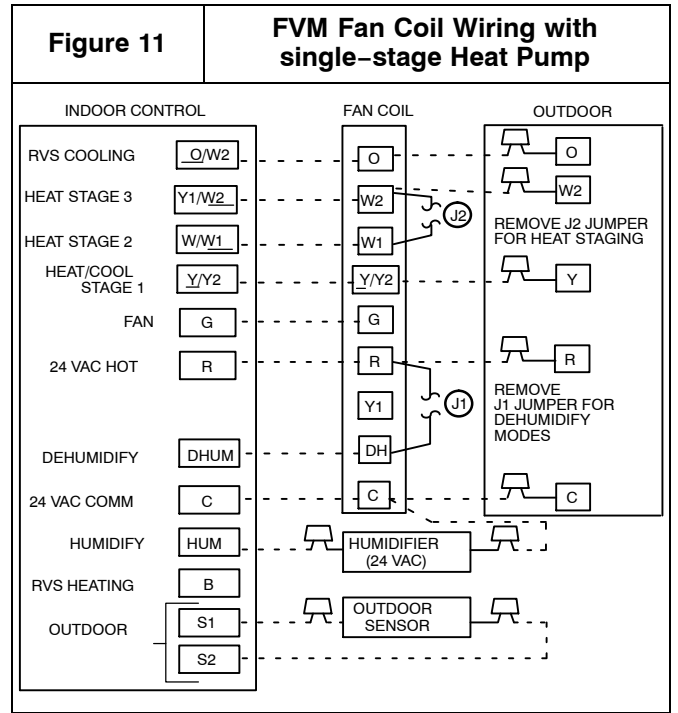 Figure 11
FVM Fan Coil Wiring with
single−stage Heat Pump
INDOOR CONTROL
FAN COIL
OUTDOOR
RVS COOLING
O/W2
O
O
HEAT STAGE 3
Y1/W2
W2
W2
J2
REMOVE J2 JUMPER
FOR HEAT STAGING
HEAT STAGE 2
W/W1
W1
HEAT/COOL
STAGE 1
Y/Y2
Y/Y2
Y
FAN
G
G
24 VAC HOT
R
R
R
Y1
J1
REMOVE
J1 JUMPER FOR
DEHUMIDIFY
MODES
DEHUMIDIFY
DHUM
DH
24 VAC COMM
C
C
C
HUMIDIFY
HUM
HUMIDIFIER
(24 VAC)
RVS HEATING
B
OUTDOOR
S1
S2
OUTDOOR
SENSOR